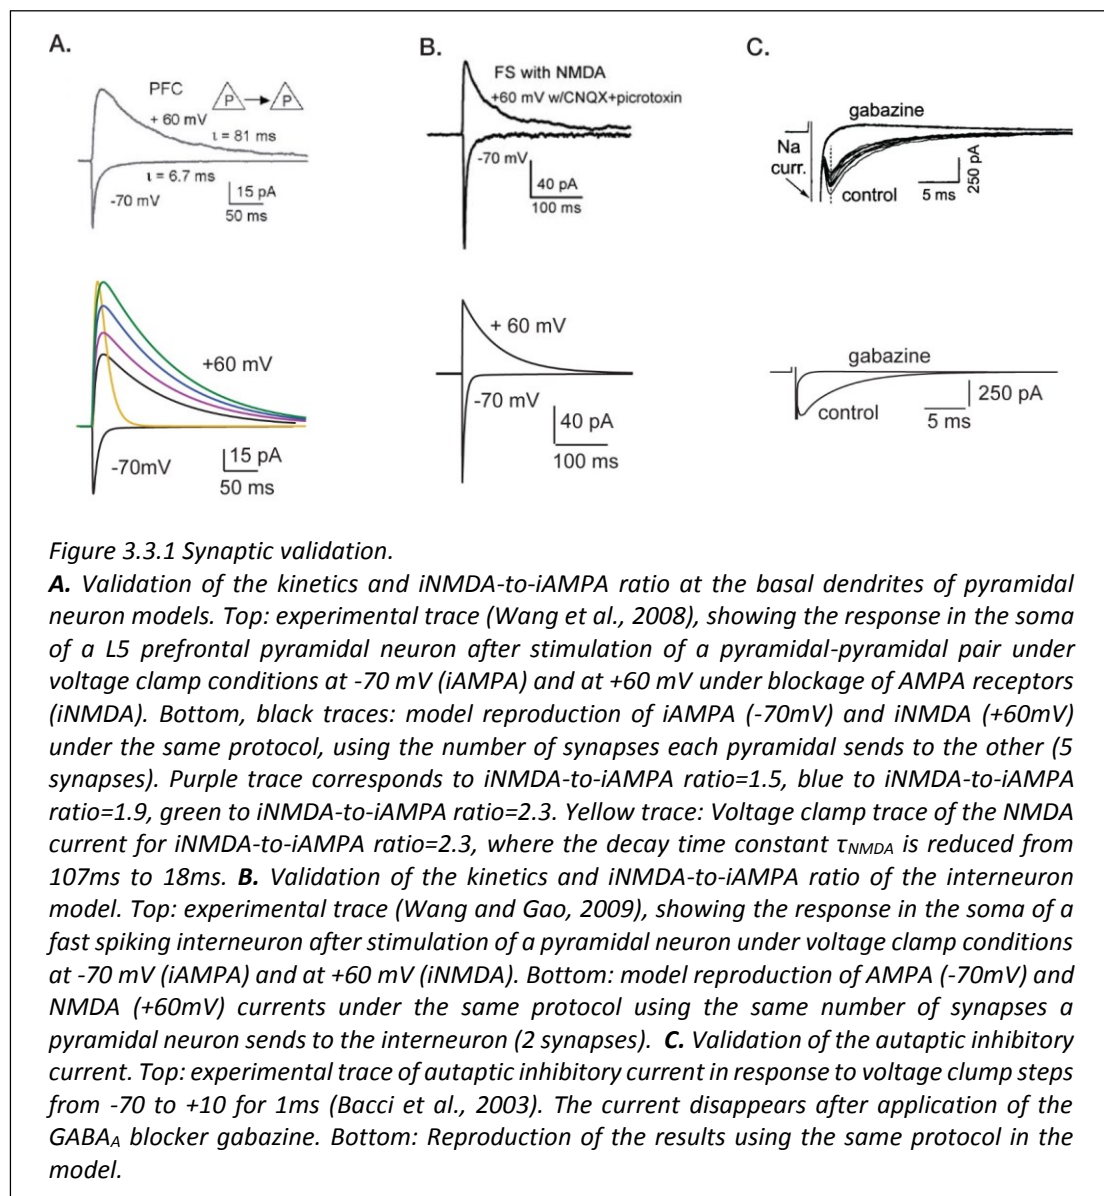 A.
PFC
P
P
+ 60 mV
ι = 81 ms
ι = 6.7 ms
-70 mV
15 pA
50 ms
+60 mV
-70mV
15 pA
50 ms
B.
FS with NMDA
+60 mV w/CNQX+picrotoxin
-70 mV
40 pA
100 ms
+ 60 mV
-70 mV
40 pA
100 ms
C.
gabazine
Na
curr.
control
5 ms
250 pA
gabazine
control
250 pA
5 ms
Figure 3.3.1 Synaptic validation.
A. Validation of the kinetics and iNMDA-to-iAMPA ratio at the basal dendrites of pyramidal
neuron models. Top: experimental trace (Wang et al., 2008), showing the response in the soma
of a L5 prefrontal pyramidal neuron after stimulation of a pyramidal-pyramidal pair under
voltage clamp conditions at -70 mV (iAMPA) and at +60 mV under blockage of AMPA receptors
(iNMDA). Bottom, black traces: model reproduction of iAMPA (-70mV) and iNMDA (+60mV)
under the same protocol, using the number of synapses each pyramidal sends to the other (5
synapses). Purple trace corresponds to iNMDA-to-iAMPA ratio=1.5, blue to iNMDA-to-iAMPA
ratio=1.9, green to iNMDA-to-iAMPA ratio=2.3. Yellow trace: Voltage clamp trace of the NMDA
current for iNMDA-to-iAMPA ratio=2.3, where the decay time constant τNMDA is reduced from
107ms to 18ms. B. Validation of the kinetics and iNMDA-to-iAMPA ratio of the interneuron
model. Top: experimental trace (Wang and Gao, 2009), showing the response in the soma of a
fast spiking interneuron after stimulation of a pyramidal neuron under voltage clamp conditions
at -70 mV (iAMPA) and at +60 mV (iNMDA). Bottom: model reproduction of AMPA (-70mV) and
NMDA (+60mV) currents under the same protocol using the same number of synapses a
pyramidal neuron sends to the interneuron (2 synapses). C. Validation of the autaptic inhibitory
current. Top: experimental trace of autaptic inhibitory current in response to voltage clump steps
from -70 to +10 for 1ms (Bacci et al., 2003). The current disappears after application of the
GABAA blocker gabazine. Bottom: Reproduction of the results using the same protocol in the
model.